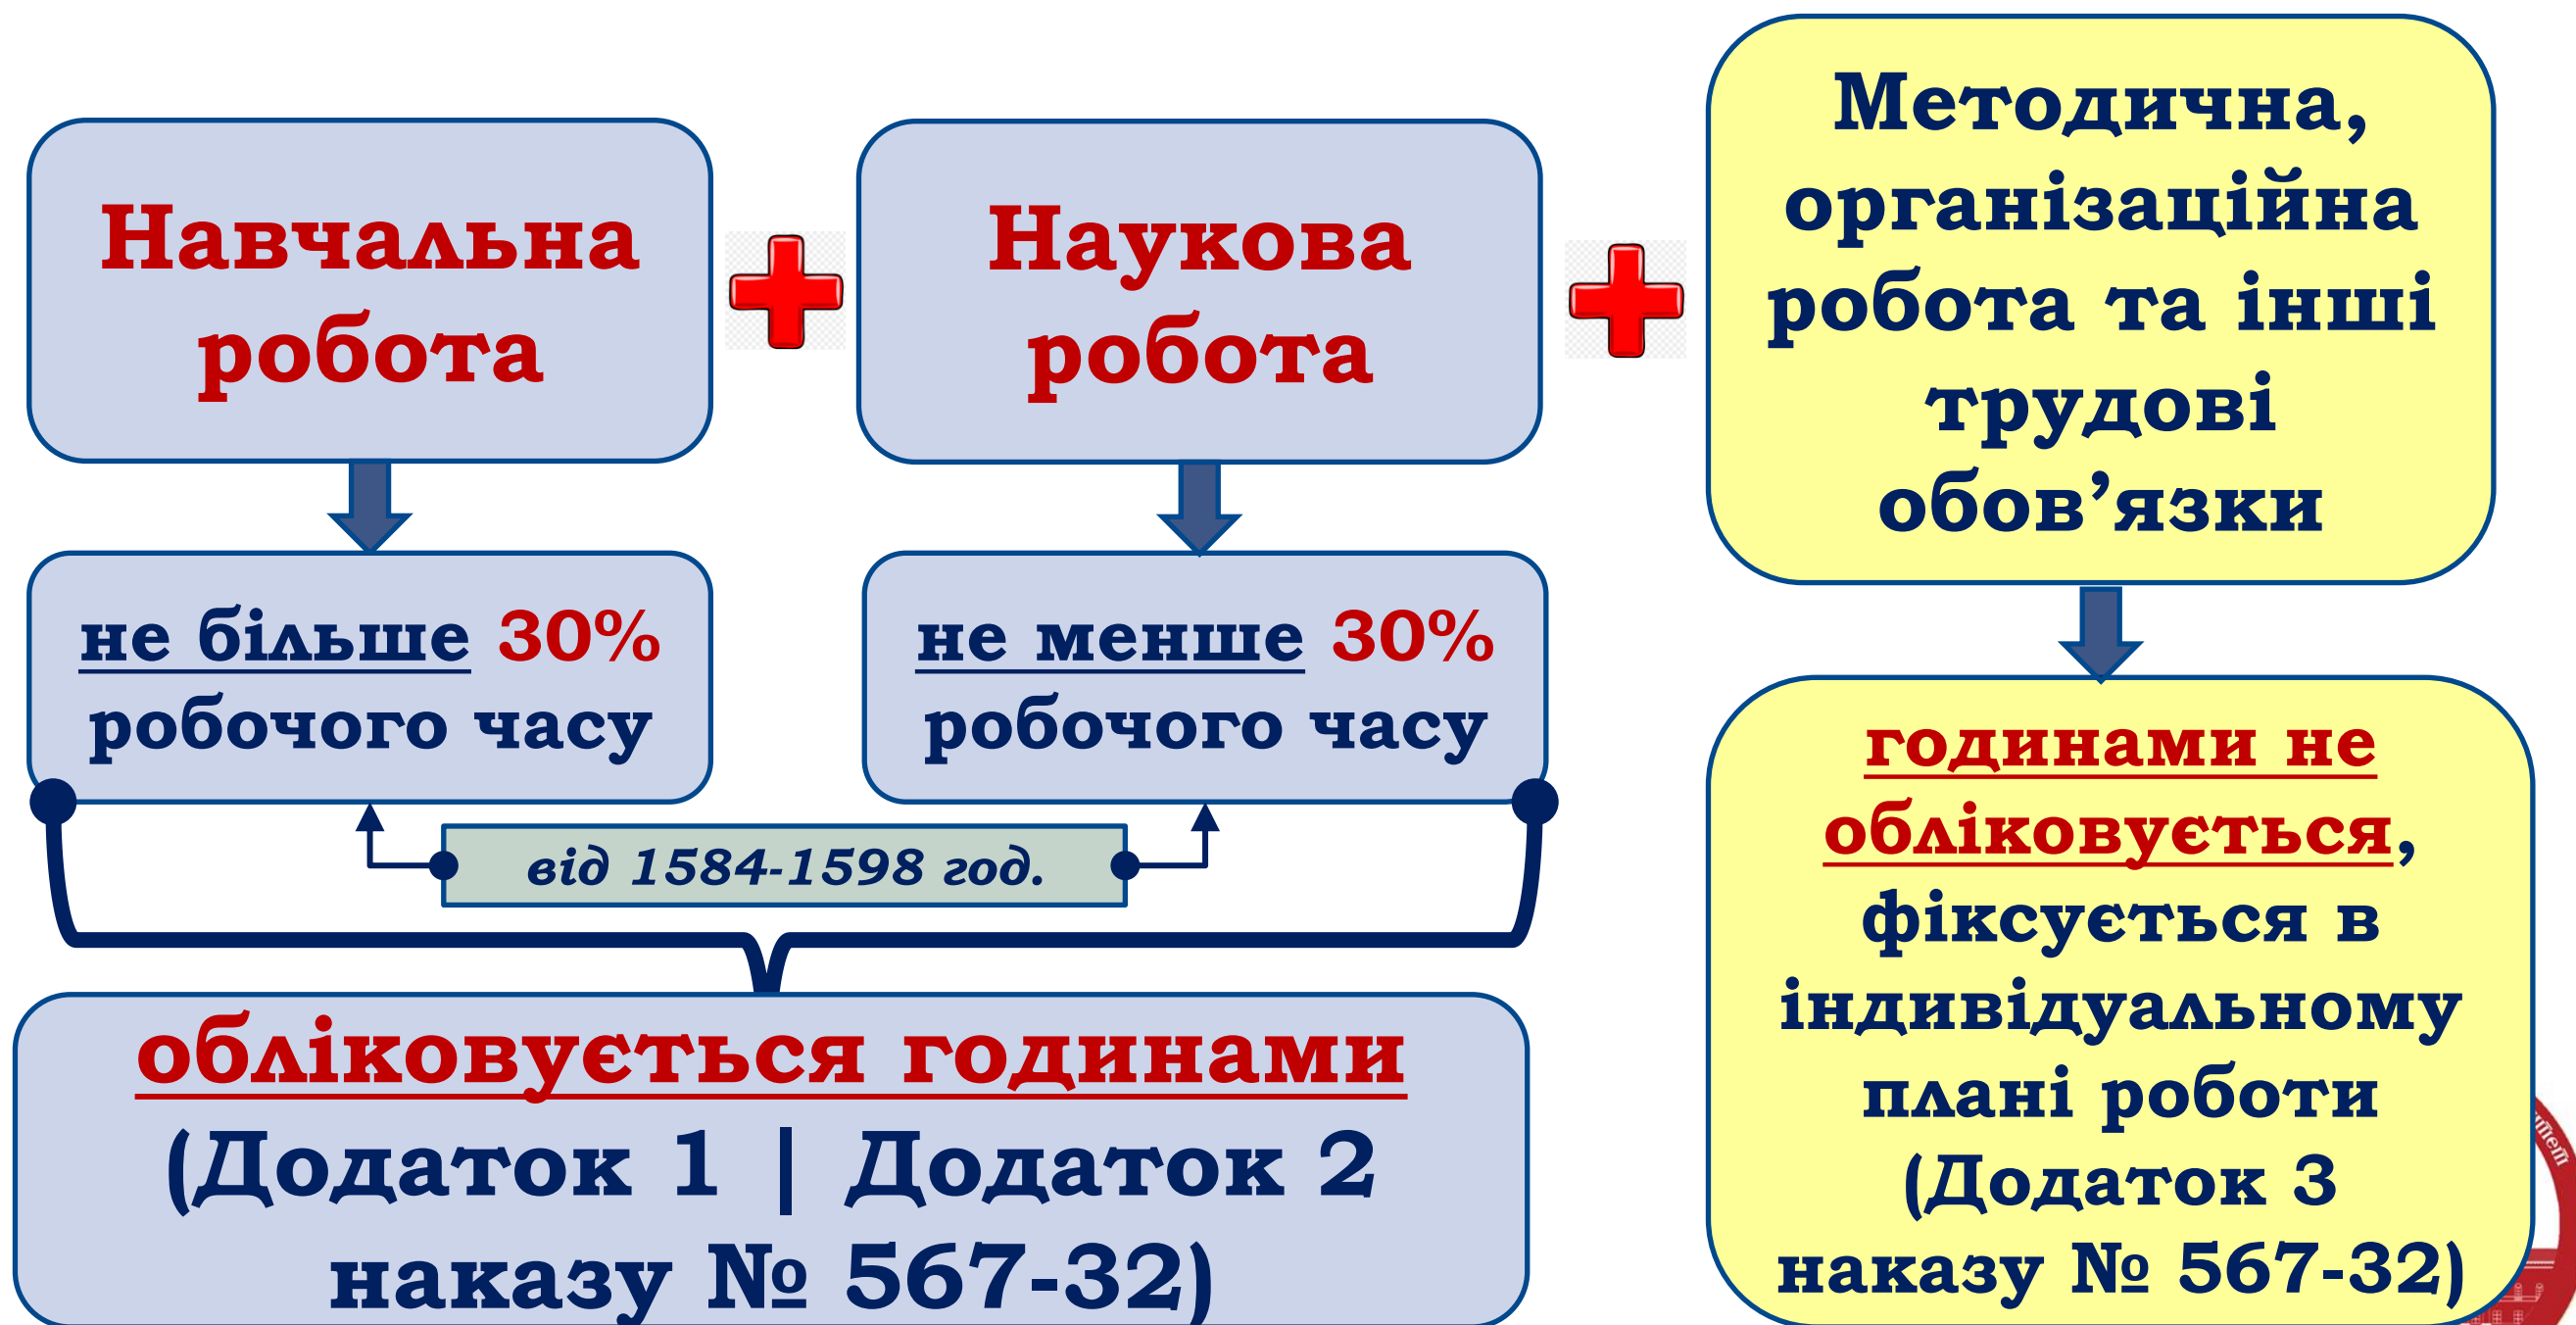 Навчальна
робота
Наукова
робота
Методична,
організаційна
робота та інші
трудові
обов’язки
не більше 30%
робочого часу
не менше 30%
робочого часу
від 1584-1598 год.
обліковується годинами
(Додаток 1 | Додаток 2
наказу № 567-32)
годинами не
обліковується,
фіксується в
індивідуальному
плані роботи
(Додаток 3
наказу № 567-32)